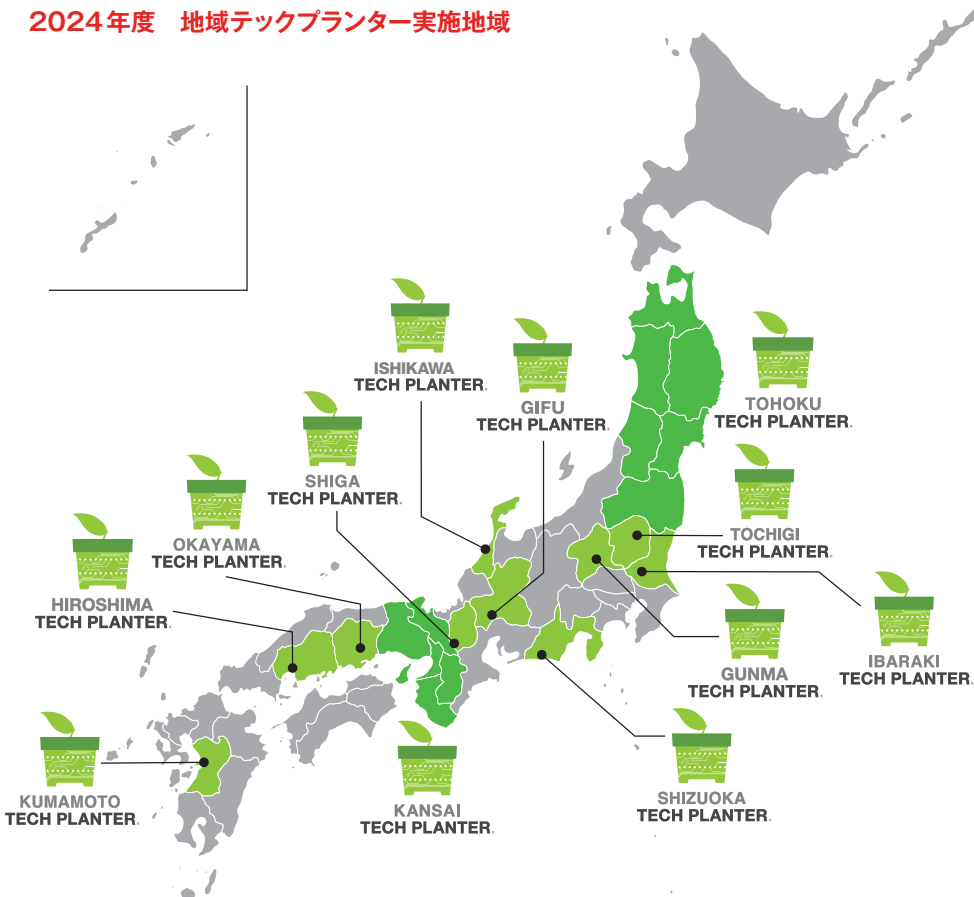 2024年度　地域テックプランター実施地域
ISHIKAWA
TECH PLANTER.
GIFU
TECH PLANTER.
TOHOKU
TECH PLANTER.
SHIGA
TECH PLANTER.
OKAYAMA
TECH PLANTER.
TOCHIGI
TECH PLANTER.
HIROSHIMA
TECH PLANTER.
GUNMA
TECH PLANTER.
IBARAKI
TECH PLANTER.
KUMAMOTO
TECH PLANTER.
KANSAI
TECH PLANTER.
SHIZUOKA
TECH PLANTER.